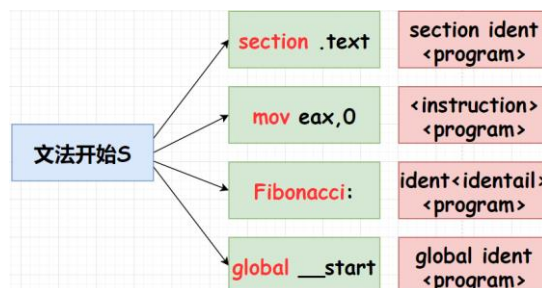 section .text
section ident
<program>
mov eax,0
<instruction>
<program>
文法开始S
Fibonacci:
ident<identail>
<program>
global __start
global ident
<program>